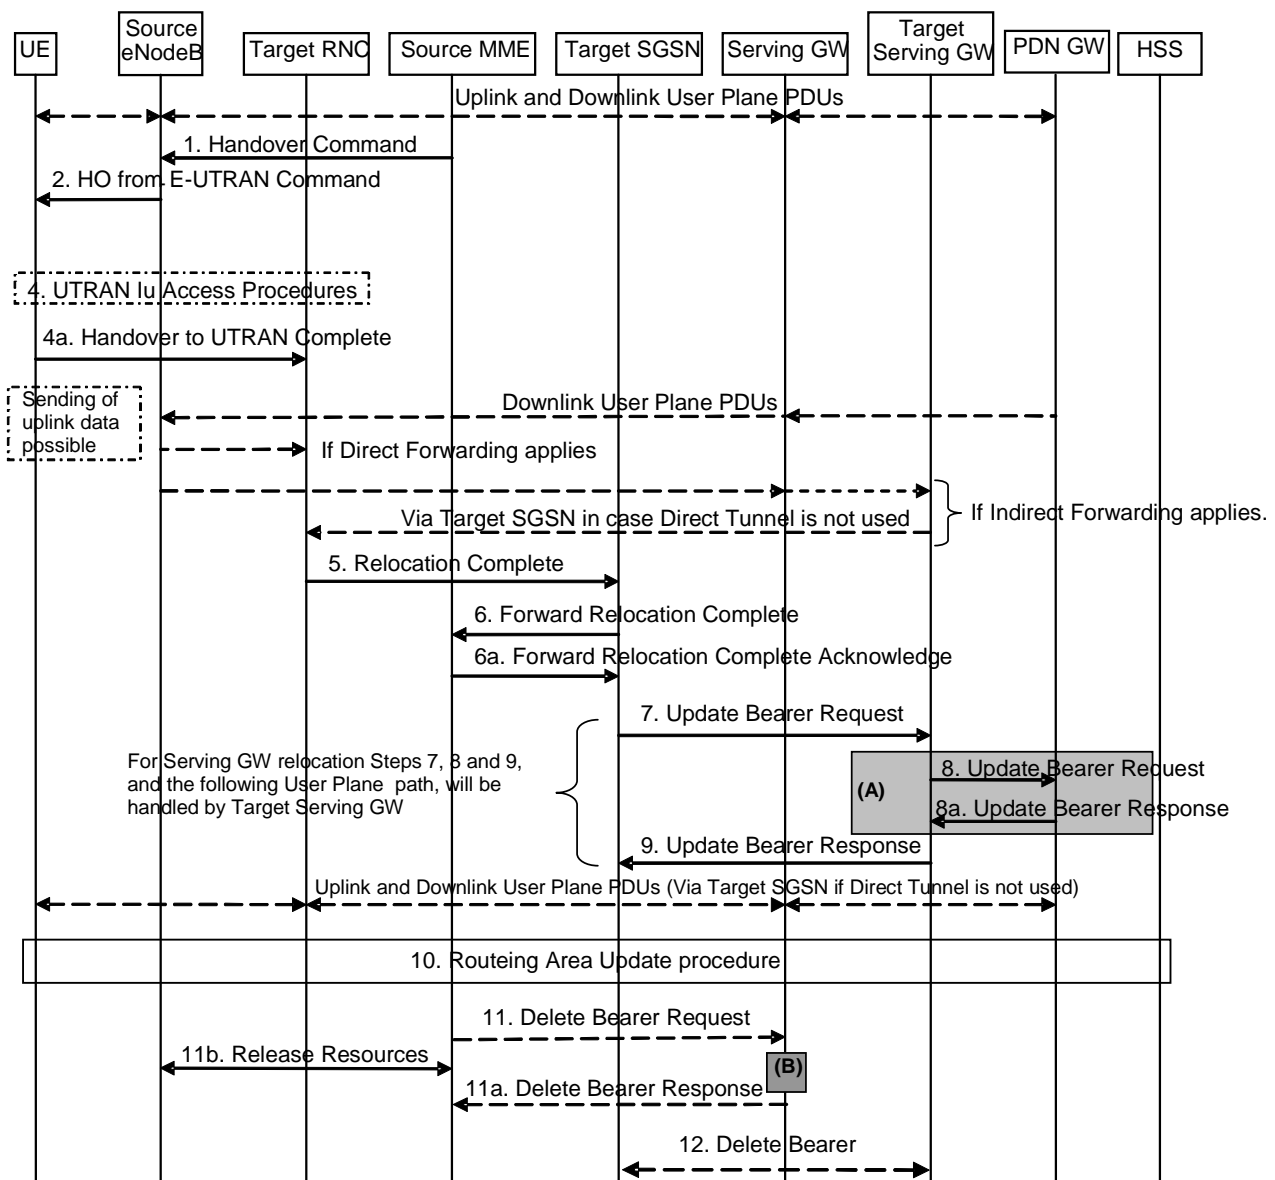 UE
Source
eNodeB
Target RNC
Source MME
Target SGSN
Serving GW
Target
Serving GW
PDN GW
HSS
Uplink and Downlink User Plane PDUs
1. Handover Command
2. HO from E-UTRAN Command
4. UTRAN Iu Access Procedures
4a. Handover to UTRAN Complete
Sending of
uplink data
possible
Downlink User Plane PDUs
If Direct Forwarding applies
Via Target SGSN in case Direct Tunnel is not used
If Indirect Forwarding applies.
5. Relocation Complete
6. Forward Relocation Complete
6a. Forward Relocation Complete Acknowledge
7. Update Bearer Request
For Serving GW relocation Steps 7, 8 and 9,
and the following User Plane path, will be
handled by Target Serving GW
(A)
8. Update Bearer Request
8a. Update Bearer Response
9. Update Bearer Response
Uplink and Downlink User Plane PDUs (Via Target SGSN if Direct Tunnel is not used)
10. Routeing Area Update procedure
11. Delete Bearer Request
11b. Release Resources
(B)
11a. Delete Bearer Response
12. Delete Bearer